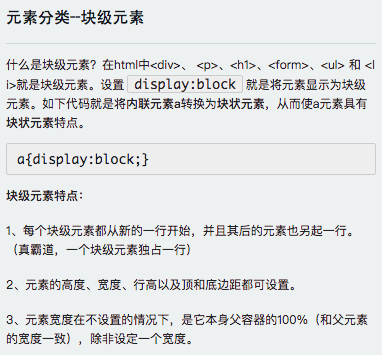 元素分类--块级元素
什么是块级元素？在html中<div>、 <p>、<h1>、<form>、<ul> 和 <l
i>就是块级元素。设置 display:block 就是将元素显示为块级
元素。如下代码就是将内联元素a转换为块状元素，从而使a元素具有
块状元素特点。
a{display:block;}
块级元素特点：
1、每个块级元素都从新的一行开始，并且其后的元素也另起一行。
（真霸道，一个块级元素独占一行）
2、元素的高度、宽度、行高以及顶和底边距都可设置。
3、元素宽度在不设置的情况下，是它本身父容器的100%（和父元素
的宽度一致），除非设定一个宽度。